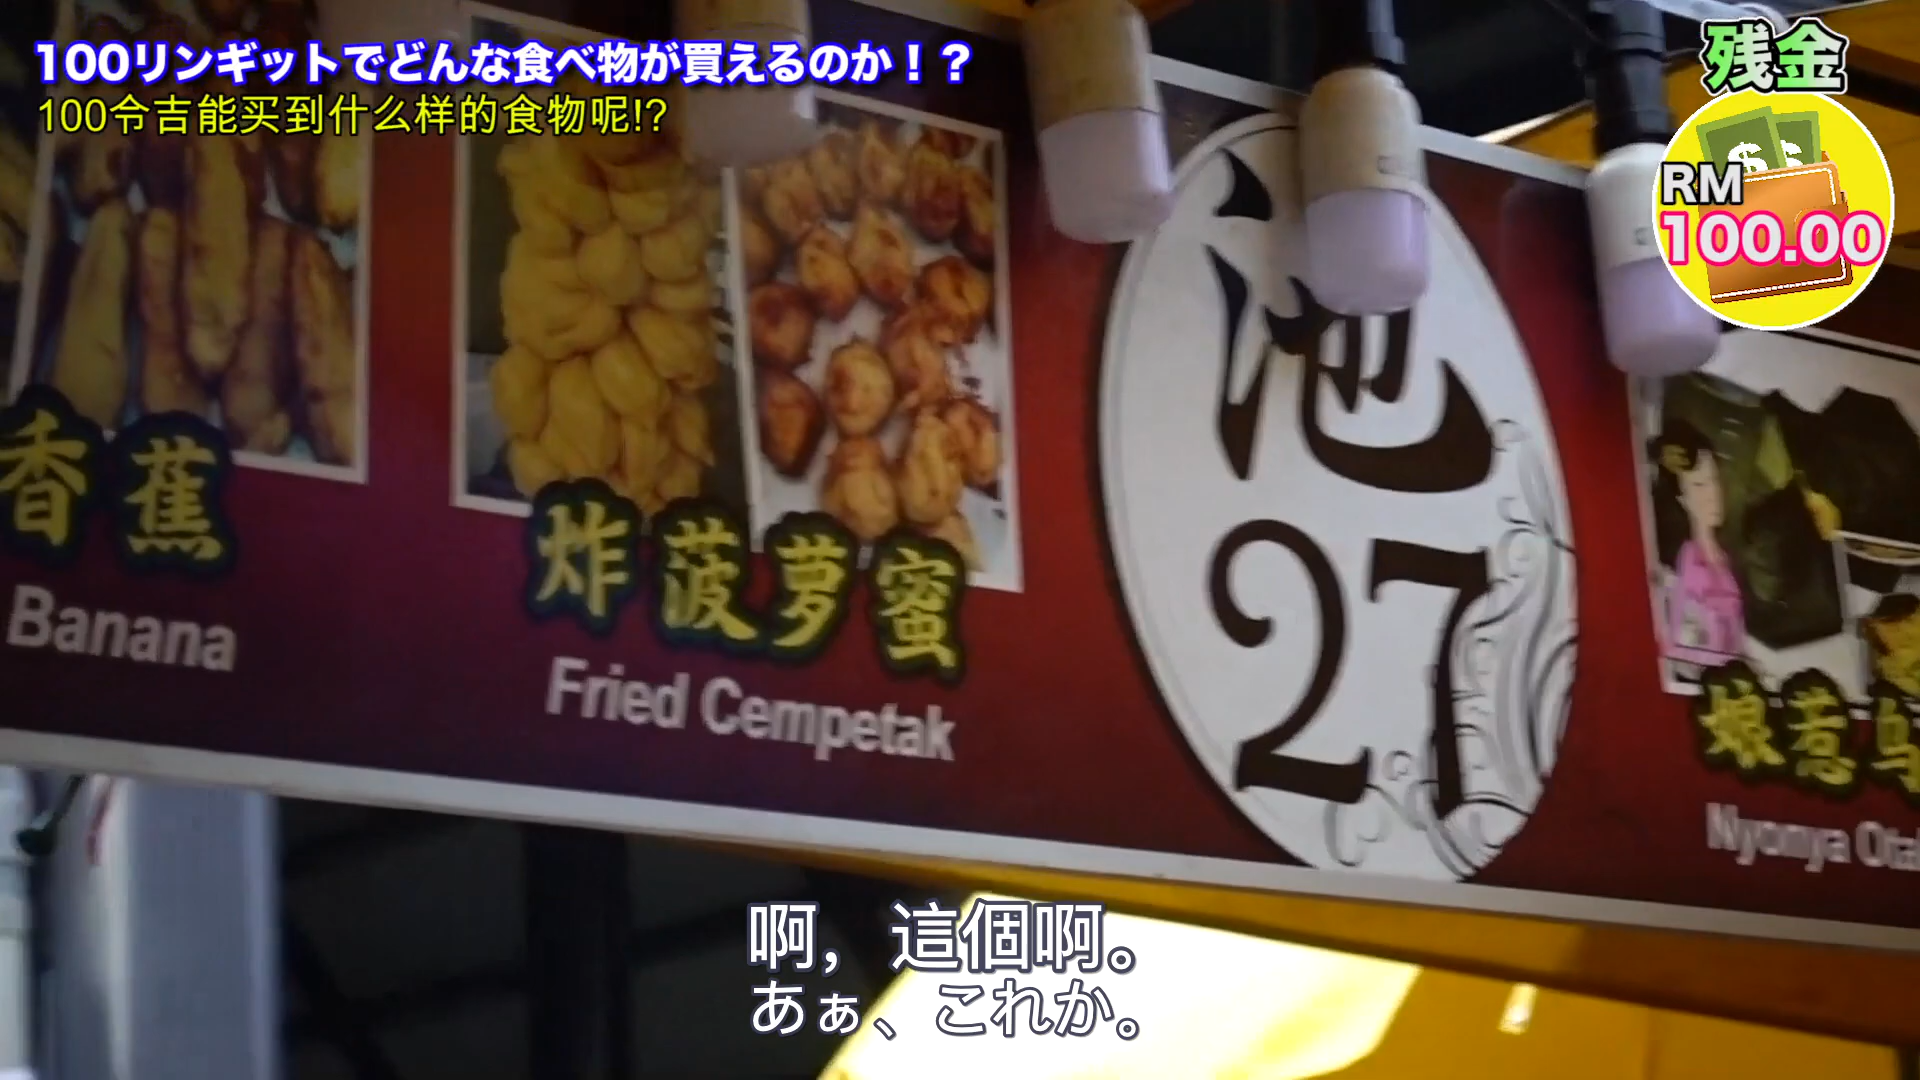 100リンギットでどんな食べ物が買えるのか！？
100令吉能买到什么样的食物呢!?
残金
RM
100.00
香蕉
Banana
炸菠萝蜜
Fried Cempetak
池
27
娘惹乌
Nyonya Otak
啊，這個啊。
あぁ、これか。